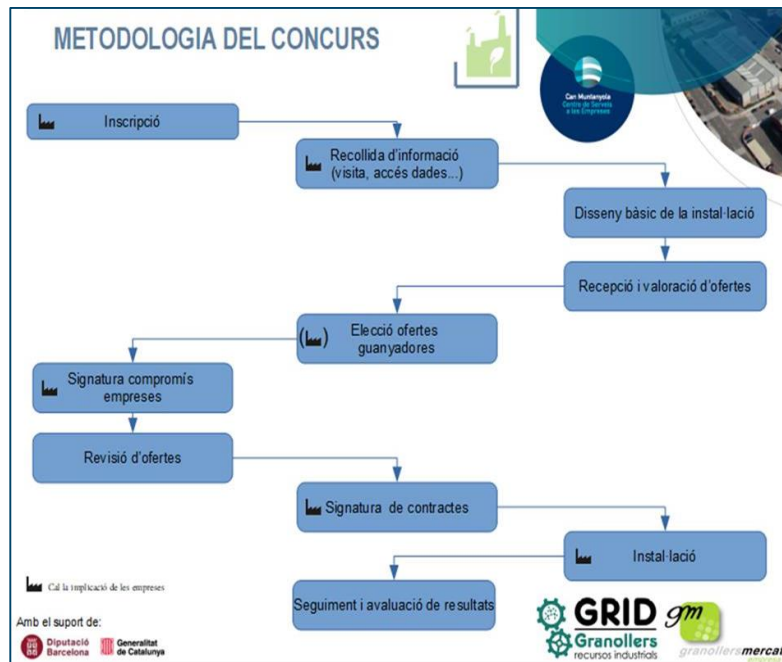 METODOLOGIA DEL CONCURS
Can Muntanyola
Centre de Serveis
a les Empreses
Inscripció
Recollida d'informació
(visita, accés dades...)
Disseny bàsic de la instal·lació
Recepció i valoració d'ofertes
Elecció ofertes
guanyadores
Signatura compromís
empreses
Revisió d'ofertes
Signatura de contractes
Instal·lació
Seguiment i avaluació de resultats
Cal la implicació de les empreses
Amb el suport de:
Diputació
Barcelona
Generalitat
de Catalunya
GRID
Granollers
recursos industrials
gm
granollersmercat